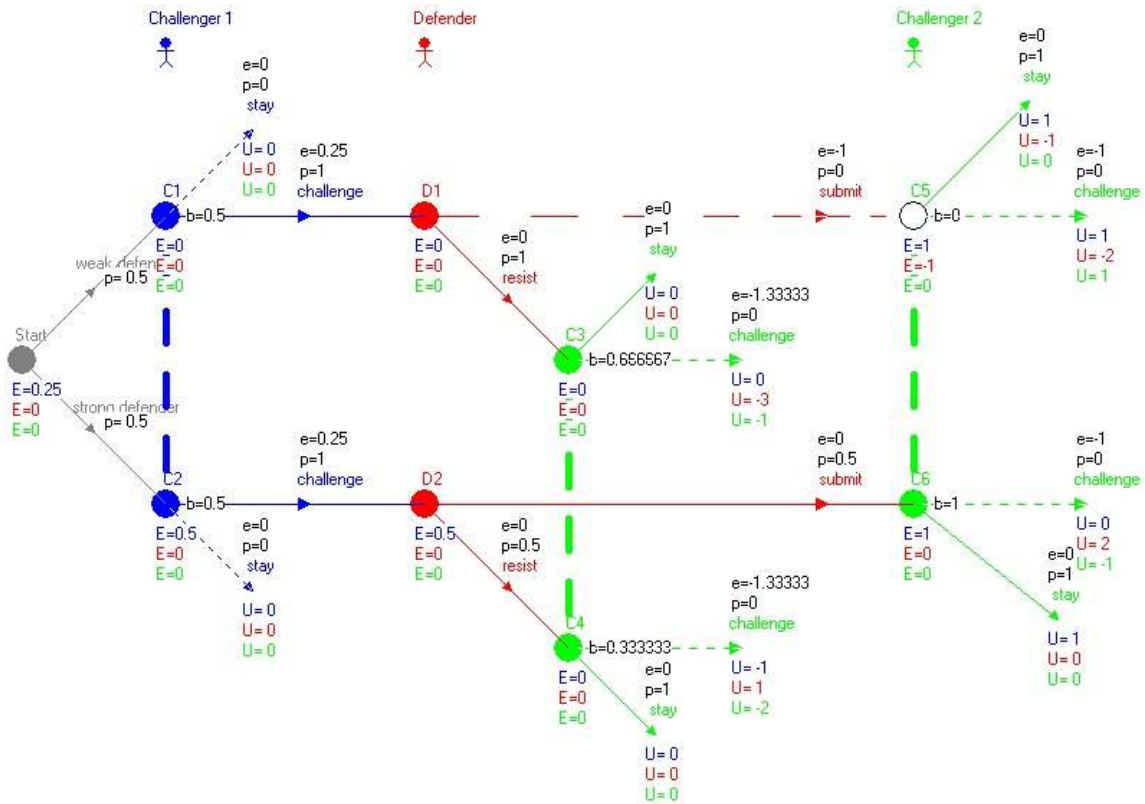 Challenger 1
Defender
Challenger 2
e=0
p=0
stay
U= 0
U= 0
U= 0
e=0
p=1
stay
U= 1
U= -1
U= 0
C1
b=0.5
E=0
E=0
E=0
e=0.25
p=1
challenge
D1
E=0
E=0
E=0
e=-1
p=0
submit
C5
b=0
E=1
E=-1
E=0
e=-1
p=0
challenge
U= 1
U= -2
U= 1
weak defender
p= 0.5
e=0
p=1
resist
e=0
p=1
stay
U= 0
U= 0
U= 0
Start
E=0.25
E=0
E=0
C3
b=0.666667
E=0
E=0
E=0
e=-1.33333
p=0
challenge
U= 0
U= -3
U= -1
strong defender
p= 0.5
C2
b=0.5
E=0.5
E=0
E=0
e=0.25
p=1
challenge
D2
E=0.5
E=0
E=0
e=0
p=0.5
submit
C6
b=1
E=1
E=0
E=0
e=-1
p=0
challenge
U= 0
U= 2
U= -1
e=0
p=0
stay
U= 0
U= 0
U= 0
e=0
p=0.5
resist
e=0
p=1
stay
U= 1
U= 0
U= 0
C4
b=0.333333
E=0
E=0
E=0
e=-1.33333
p=0
challenge
U= -1
U= 1
U= -2
e=0
p=1
stay
U= 0
U= 0
U= 0